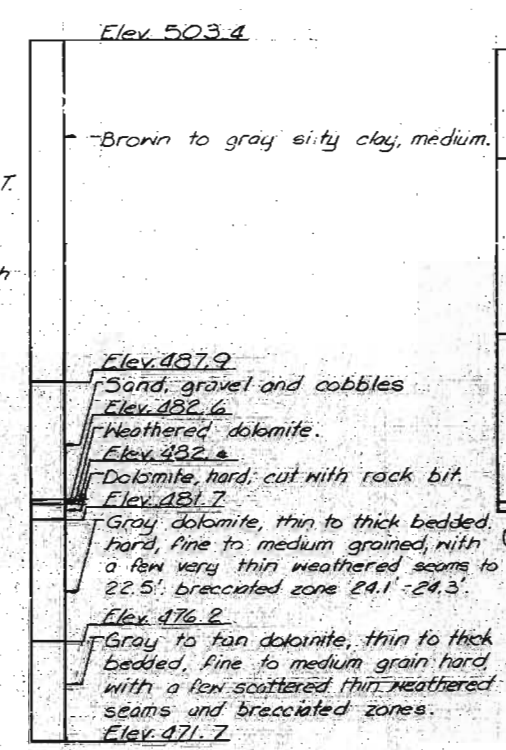 Elev. 503.4
Brown to gray silty clay, medium.
T.
h
Elev. 487.9
Sand, gravel and cobbles
Elev. 482.6
Weathered dolomite.
Elev. 482.
Dolomite, hard, cut with rock bit.
Elev. 481.7
Gray dolomite, thin to thick bedded,
hard, fine to medium grained, with
a few very thin weathered seams to
22.5'. brecciated zone 24.1'-24.3'.
Elev. 476.2
Gray to tan dolomite, thin to thick
bedded, fine to medium grain hard,
with a few scattered thin weathered
seams and brecciated zones.
Elev. 471.7